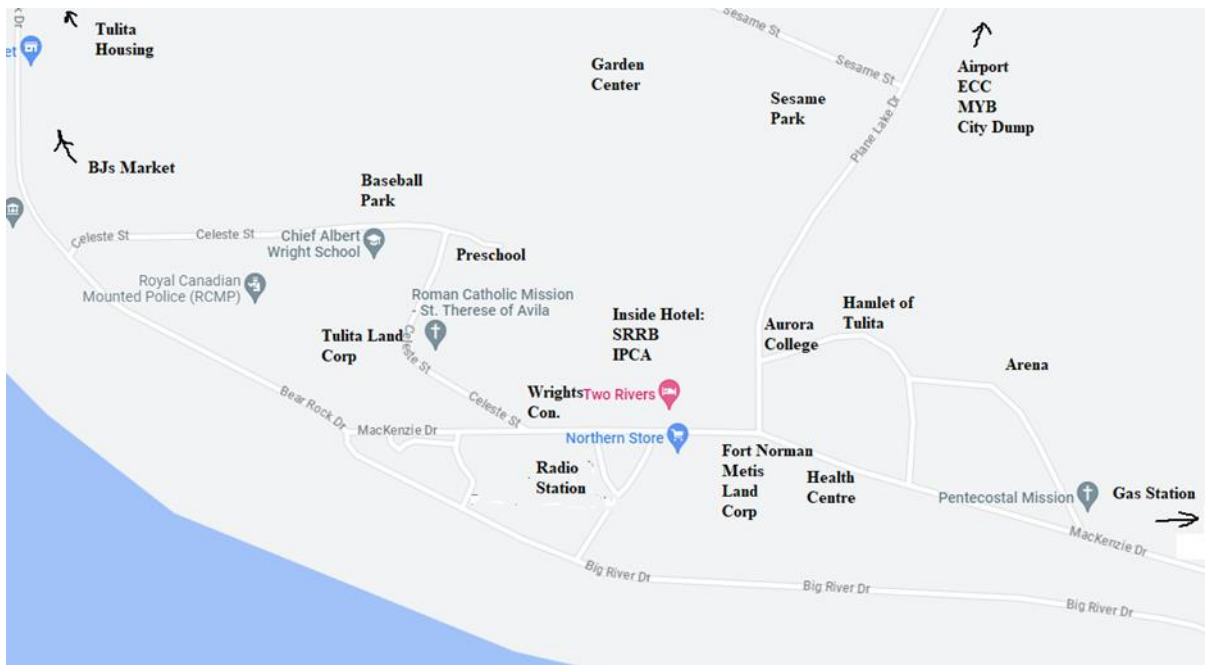 Tulita
Housing
Sesame St
Sesame St
Garden
Center
Sesame
Park
Airport
ECC
MYB
City Dump
Plane Lake Dr
BJs Market
Baseball
Park
Celeste St
Celeste St
Chief Albert
Wright School
Preschool
Royal Canadian
Mounted Police (RCMP)
Roman Catholic Mission
- St. Therese of Avila
Tulita Land
Corp
Celeste St
Celeste St
Inside Hotel:
SRRB
IPCA
Aurora
College
Hamlet of
Tulita
Arena
Wrights
Con.
Two Rivers
Bear Rock Dr
MacKenzie Dr
Northern Store
Radio
Station
Fort Norman
Metis
Land
Corp
Health
Centre
Pentecostal Mission
Gas Station
MacKenzie Dr
Big River Dr
Big River Dr
Big River Dr